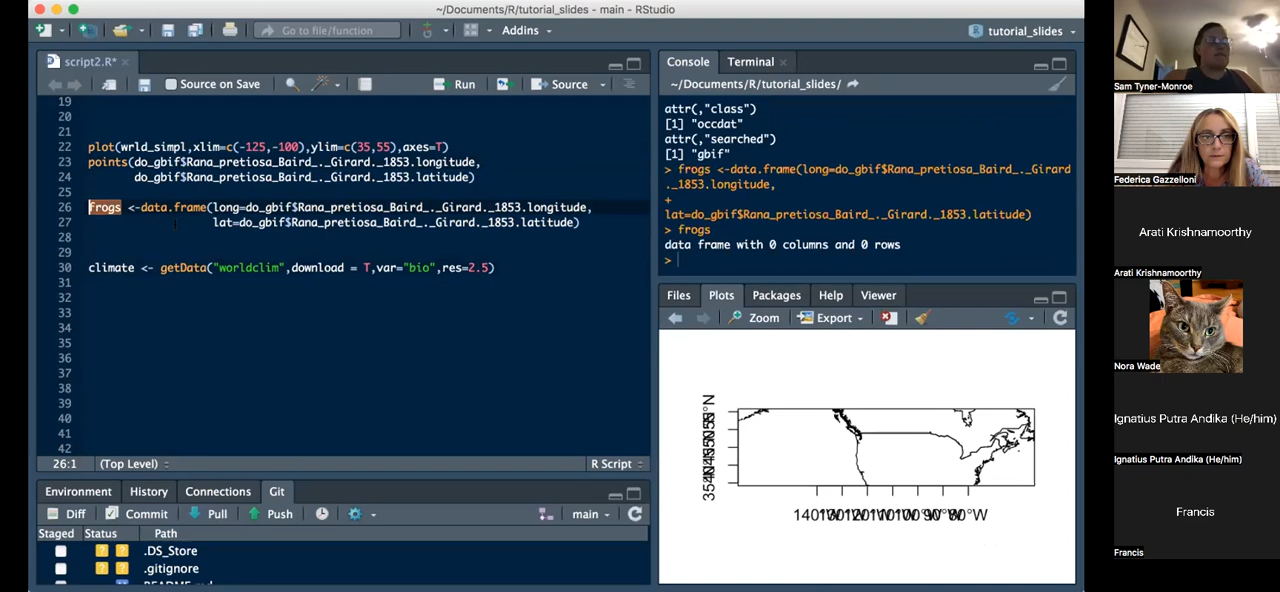 ~/Documents/R/tutorial_slides - main - RStudio
Go to file/function
Addins
tutorial_slides
script2.R*
Source on Save
Run
Source
19
20
21
22 plot(wrld_simpl,xlim=c(-125,-100),ylim=c(35,55),axes=T)
23 points(do_gbif$Rana_pretiosa_Baird_._Girard._1853.longitude,
24 do_gbif$Rana_pretiosa_Baird_._Girard._1853.latitude)
25
26 frogs <-data.frame(long=do_gbif$Rana_pretiosa_Baird_._Girard._1853.longitude,
27 lat=do_gbif$Rana_pretiosa_Baird_._Girard._1853.latitude)
28
29
30 climate <- getData("worldclim",download = T,var="bio",res=2.5)
31
32
33
34
35
36
37
38
39
40
41
42
26:1 (Top Level) R Script
Environment History Connections Git
Diff Commit Pull Push main
Staged Status Path
? ? .DS_Store
? ? .gitignore
README.md
Console Terminal
~/Documents/R/tutorial_slides/
attr(,"class")
[1] "occdat"
attr(,"searched")
[1] "gbif"
> frogs <-data.frame(long=do_gbif$Rana_pretiosa_Baird_._Girard
._1853.longitude,
+
lat=do_gbif$Rana_pretiosa_Baird_._Girard._1853.latitude)
> frogs
data frame with 0 columns and 0 rows
>
Files Plots Packages Help Viewer
Zoom Export
Sam Tyner-Monroe
Federica Gazzelloni
Arati Krishnamoorthy
Arati Krishnamoorthy
Nora Wade
Ignatius Putra Andika (He/him)
Ignatius Putra Andika (He/him)
Francis
Francis